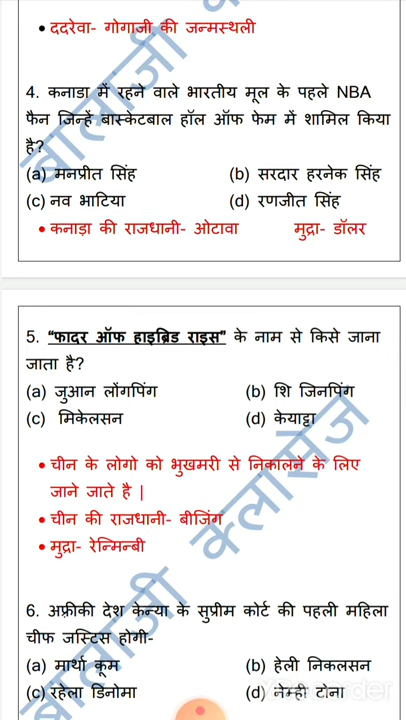 • ददरेवा- गोगाजी की जन्मस्थली
4. कनाडा में रहने वाले भारतीय मूल के पहले NBA
फैन जिन्हें बास्केटबाल हॉल ऑफ फेम में शामिल किया
है?
(a) मनप्रीत सिंह (b) सरदार हरनेक सिंह
(c) नव भाटिया (d) रणजीत सिंह
• कनाड़ा की राजधानी- ओटावा मुद्रा- डॉलर
5. “फादर ऑफ हाइब्रिड राइस” के नाम से किसे जाना
जाता है?
(a) जुआन लोंगपिंग (b) शि जिनपिंग
(c) मिकेलसन (d) केयाट्टा
• चीन के लोगो को भुखमरी से निकालने के लिए
जाने जाते है |
• चीन की राजधानी- बीजिंग
• मुद्रा- रेन्मिन्बी
6. अफ्रीकी देश केन्या के सुप्रीम कोर्ट की पहली महिला
चीफ जस्टिस होगी-
(a) मार्था कूम (b) हेली निकलसन
(c) रहेला डिनोमा (d) नेम्ही टोना
बालाजी क्लासेज